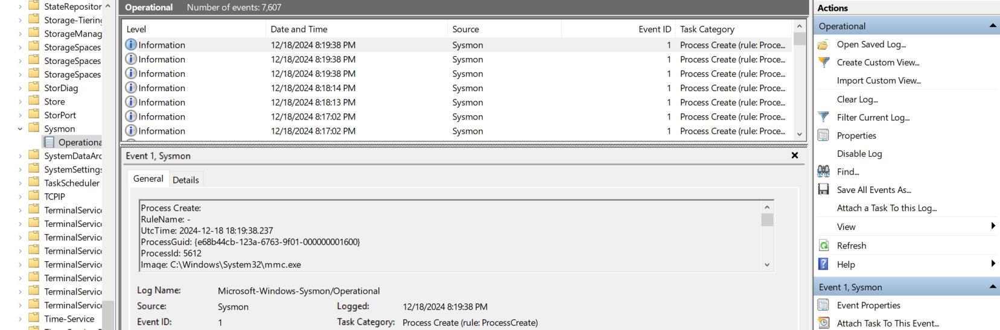 StateRepositor
Storage-Tiering
StorageManag
StorageSpaces
StorageSpaces
StorageSpaces
StorDiag
Store
StorPort
Sysmon
Operationa
SystemDataArc
SystemSettings
TaskScheduler
TCPIP
TerminalService
TerminalService
TerminalService
TerminalService
TerminalService
TerminalService
TerminalService
TerminalService
Time-Service
Operational Number of events: 7,607
Level Date and Time Source Event ID Task Category
Information 12/18/2024 8:19:38 PM Sysmon 1 Process Create (rule: Proce...
Information 12/18/2024 8:19:38 PM Sysmon 1 Process Create (rule: Proce...
Information 12/18/2024 8:19:38 PM Sysmon 1 Process Create (rule: Proce...
Information 12/18/2024 8:18:14 PM Sysmon 1 Process Create (rule: Proce...
Information 12/18/2024 8:18:13 PM Sysmon 1 Process Create (rule: Proce...
Information 12/18/2024 8:17:02 PM Sysmon 1 Process Create (rule: Proce...
Information 12/18/2024 8:17:02 PM Sysmon 1 Process Create (rule: Proce...
Event 1, Sysmon
General Details
Process Create:
RuleName: -
UtcTime: 2024-12-18 18:19:38.237
ProcessGuid: {e68b44cb-123a-6763-9f01-000000001600}
ProcessId: 5612
Image: C:\Windows\System32\mmc.exe
Log Name: Microsoft-Windows-Sysmon/Operational
Source: Sysmon Logged: 12/18/2024 8:19:38 PM
Event ID: 1 Task Category: Process Create (rule: ProcessCreate)
Actions
Operational
Open Saved Log...
Create Custom View...
Import Custom View...
Clear Log...
Filter Current Log...
Properties
Disable Log
Find...
Save All Events As...
Attach a Task To this Log...
View
Refresh
Help
Event 1, Sysmon
Event Properties
Attach Task To This Event...